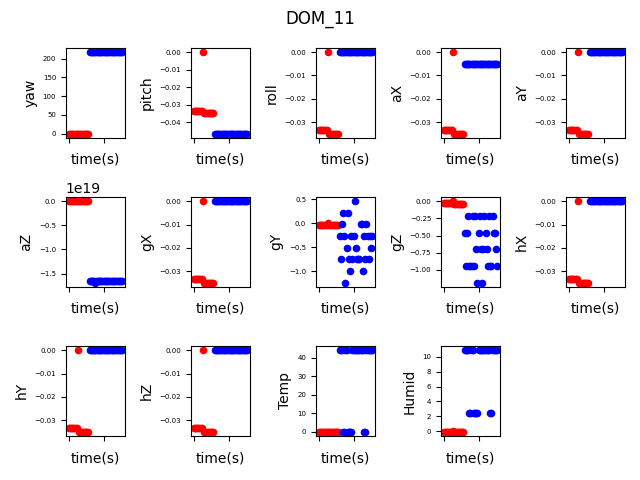 DOM_11
yaw 200 150 100 50 0 time(s)
pitch 0.00 −0.01 −0.02 −0.03 −0.04 time(s)
roll 0.00 −0.01 −0.02 −0.03 time(s)
aX 0.00 −0.01 −0.02 −0.03 time(s)
aY 0.00 −0.01 −0.02 −0.03 time(s)
aZ 1e19 0.0 −0.5 −1.0 −1.5 time(s)
gX 0.00 −0.01 −0.02 −0.03 time(s)
gY 0.5 0.0 −0.5 −1.0 time(s)
gZ 0.00 −0.25 −0.50 −0.75 −1.00 time(s)
hX 0.00 −0.01 −0.02 −0.03 time(s)
hY 0.00 −0.01 −0.02 −0.03 time(s)
hZ 0.00 −0.01 −0.02 −0.03 time(s)
Temp 40 30 20 10 0 time(s)
Humid 10 8 6 4 2 0 time(s)